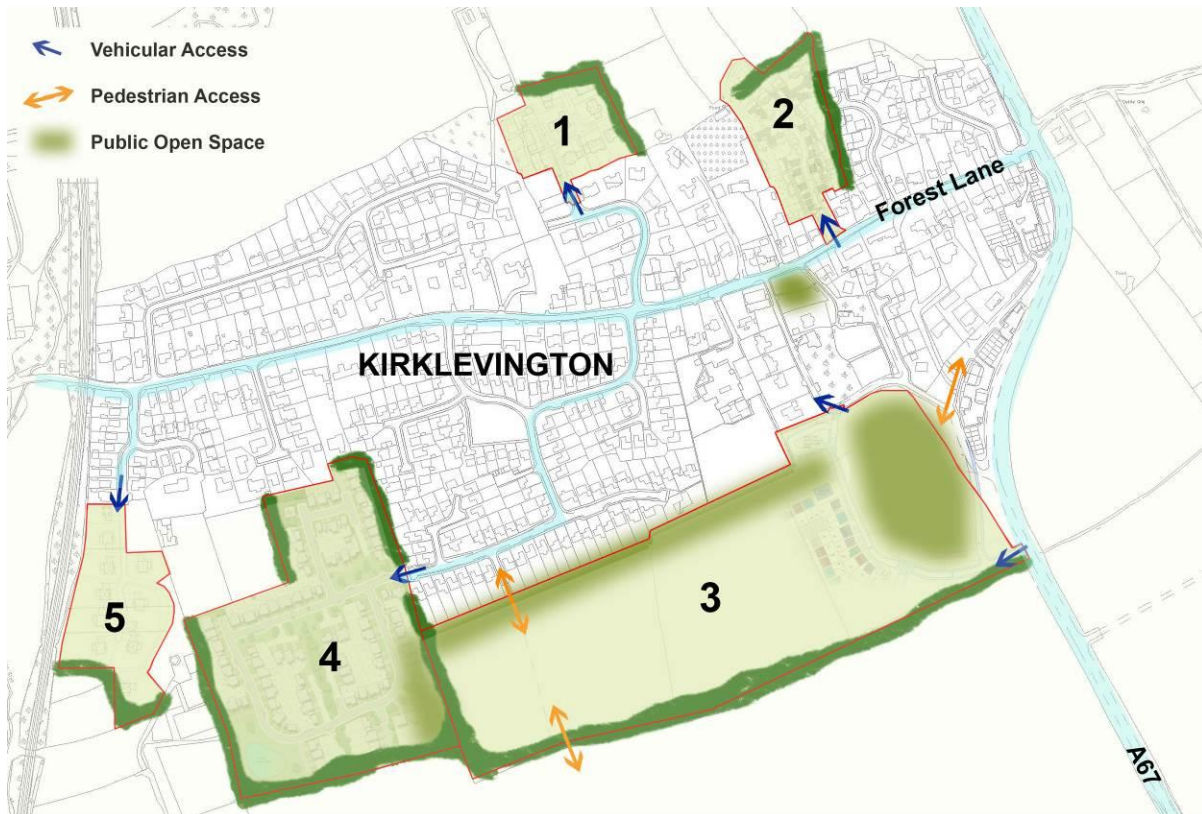 Vehicular Access
Pedestrian Access
Public Open Space
1
2
Forest Lane
KIRKLEVINGTON
3
4
5
A67